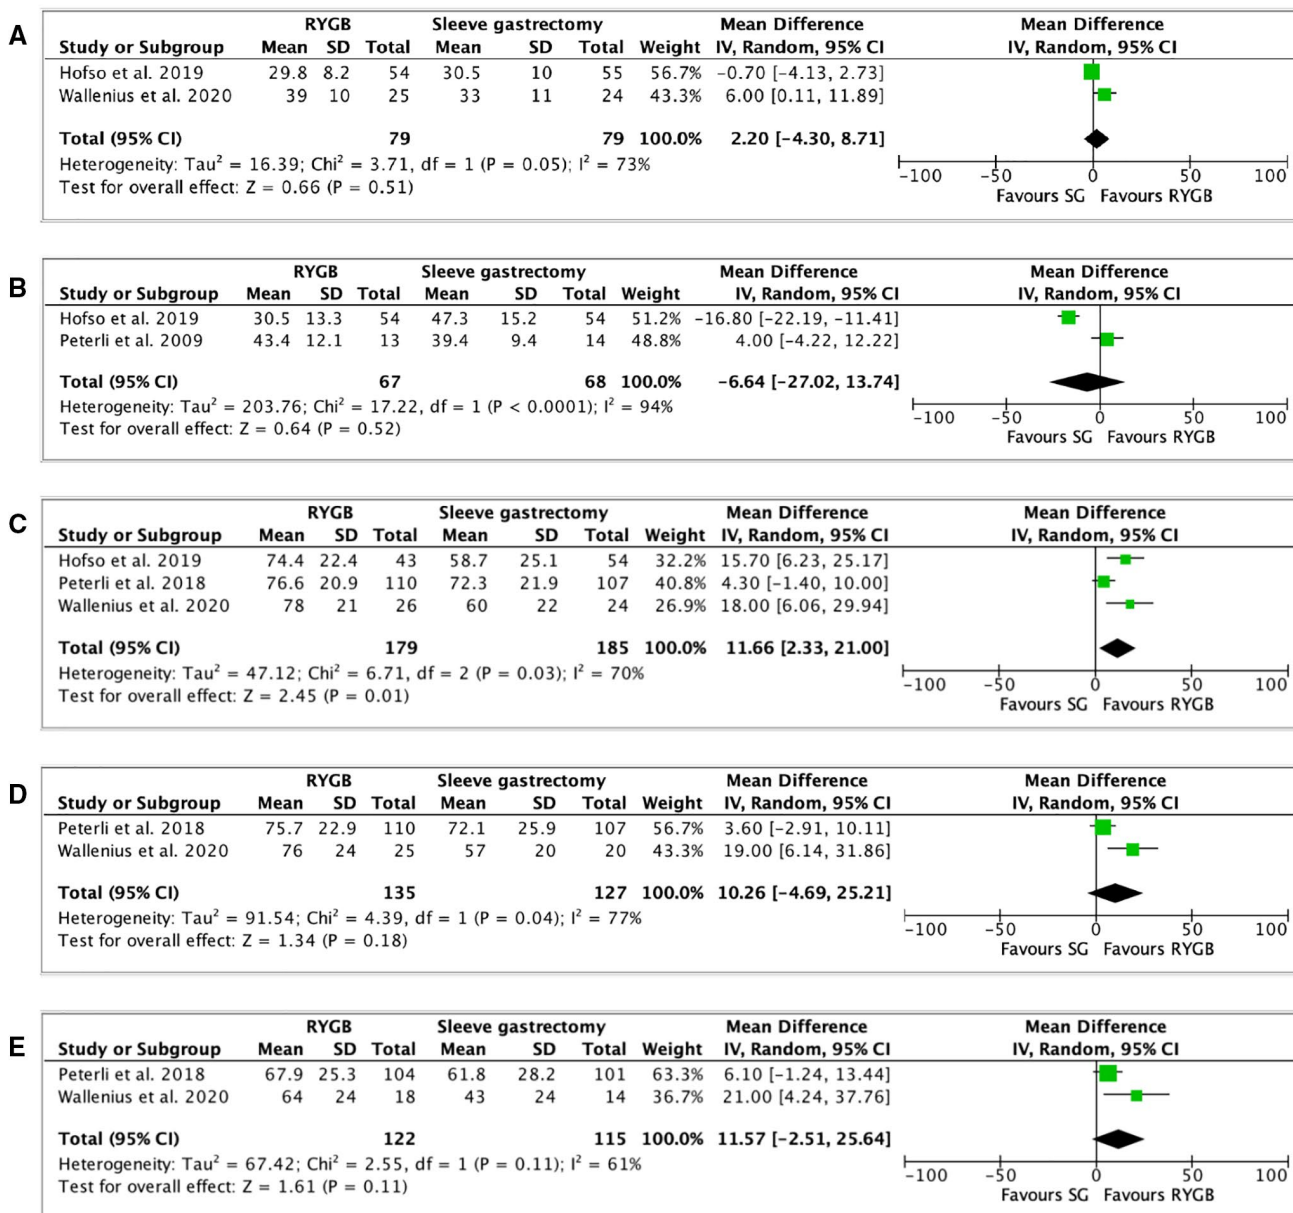 A
RYGB Sleeve gastrectomy Mean Difference Mean Difference
Study or Subgroup Mean SD Total Mean SD Total Weight IV, Random, 95% CI IV, Random, 95% CI
Hofso et al. 2019 29.8 8.2 54 30.5 10 55 56.7% −0.70 [−4.13, 2.73]
Wallenius et al. 2020 39 10 25 33 11 24 43.3% 6.00 [0.11, 11.89]
Total (95% CI) 79 79 100.0% 2.20 [−4.30, 8.71]
Heterogeneity: Tau² = 16.39; Chi² = 3.71, df = 1 (P = 0.05); I² = 73%
Test for overall effect: Z = 0.66 (P = 0.51)
−100 −50 0 50 100
Favours SG Favours RYGB
B
RYGB Sleeve gastrectomy Mean Difference Mean Difference
Study or Subgroup Mean SD Total Mean SD Total Weight IV, Random, 95% CI IV, Random, 95% CI
Hofso et al. 2019 30.5 13.3 54 47.3 15.2 54 51.2% −16.80 [−22.19, −11.41]
Peterli et al. 2009 43.4 12.1 13 39.4 9.4 14 48.8% 4.00 [−4.22, 12.22]
Total (95% CI) 67 68 100.0% −6.64 [−27.02, 13.74]
Heterogeneity: Tau² = 203.76; Chi² = 17.22, df = 1 (P < 0.0001); I² = 94%
Test for overall effect: Z = 0.64 (P = 0.52)
−100 −50 0 50 100
Favours SG Favours RYGB
C
RYGB Sleeve gastrectomy Mean Difference Mean Difference
Study or Subgroup Mean SD Total Mean SD Total Weight IV, Random, 95% CI IV, Random, 95% CI
Hofso et al. 2019 74.4 22.4 43 58.7 25.1 54 32.2% 15.70 [6.23, 25.17]
Peterli et al. 2018 76.6 20.9 110 72.3 21.9 107 40.8% 4.30 [−1.40, 10.00]
Wallenius et al. 2020 78 21 26 60 22 24 26.9% 18.00 [6.06, 29.94]
Total (95% CI) 179 185 100.0% 11.66 [2.33, 21.00]
Heterogeneity: Tau² = 47.12; Chi² = 6.71, df = 2 (P = 0.03); I² = 70%
Test for overall effect: Z = 2.45 (P = 0.01)
−100 −50 0 50 100
Favours SG Favours RYGB
D
RYGB Sleeve gastrectomy Mean Difference Mean Difference
Study or Subgroup Mean SD Total Mean SD Total Weight IV, Random, 95% CI IV, Random, 95% CI
Peterli et al. 2018 75.7 22.9 110 72.1 25.9 107 56.7% 3.60 [−2.91, 10.11]
Wallenius et al. 2020 76 24 25 57 20 20 43.3% 19.00 [6.14, 31.86]
Total (95% CI) 135 127 100.0% 10.26 [−4.69, 25.21]
Heterogeneity: Tau² = 91.54; Chi² = 4.39, df = 1 (P = 0.04); I² = 77%
Test for overall effect: Z = 1.34 (P = 0.18)
−100 −50 0 50 100
Favours SG Favours RYGB
E
RYGB Sleeve gastrectomy Mean Difference Mean Difference
Study or Subgroup Mean SD Total Mean SD Total Weight IV, Random, 95% CI IV, Random, 95% CI
Peterli et al. 2018 67.9 25.3 104 61.8 28.2 101 63.3% 6.10 [−1.24, 13.44]
Wallenius et al. 2020 64 24 18 43 24 14 36.7% 21.00 [4.24, 37.76]
Total (95% CI) 122 115 100.0% 11.57 [−2.51, 25.64]
Heterogeneity: Tau² = 67.42; Chi² = 2.55, df = 1 (P = 0.11); I² = 61%
Test for overall effect: Z = 1.61 (P = 0.11)
−100 −50 0 50 100
Favours SG Favours RYGB